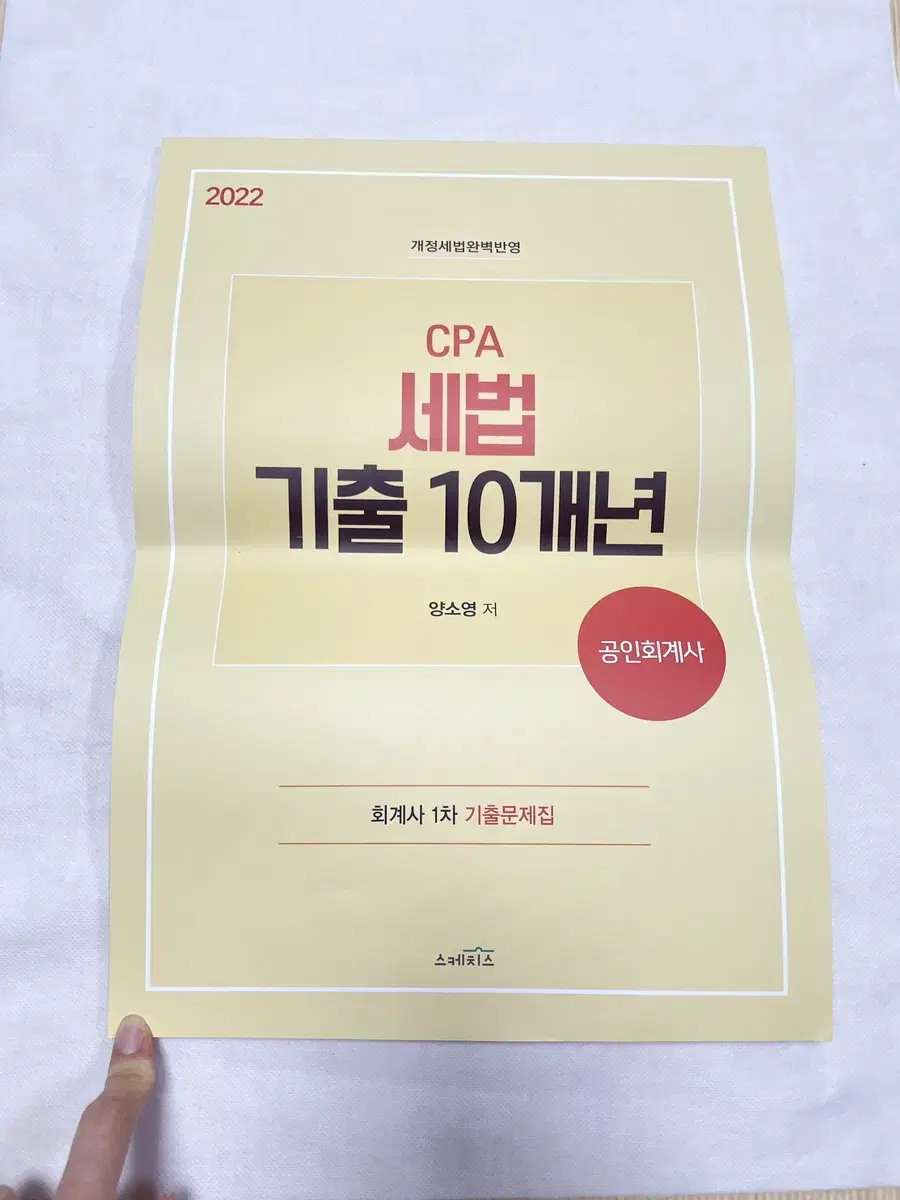 2022
개정세법완벽반영
CPA
세법
기출 10개년
양소영 저
공인회계사
회계사 1차 기출문제집
스케치스